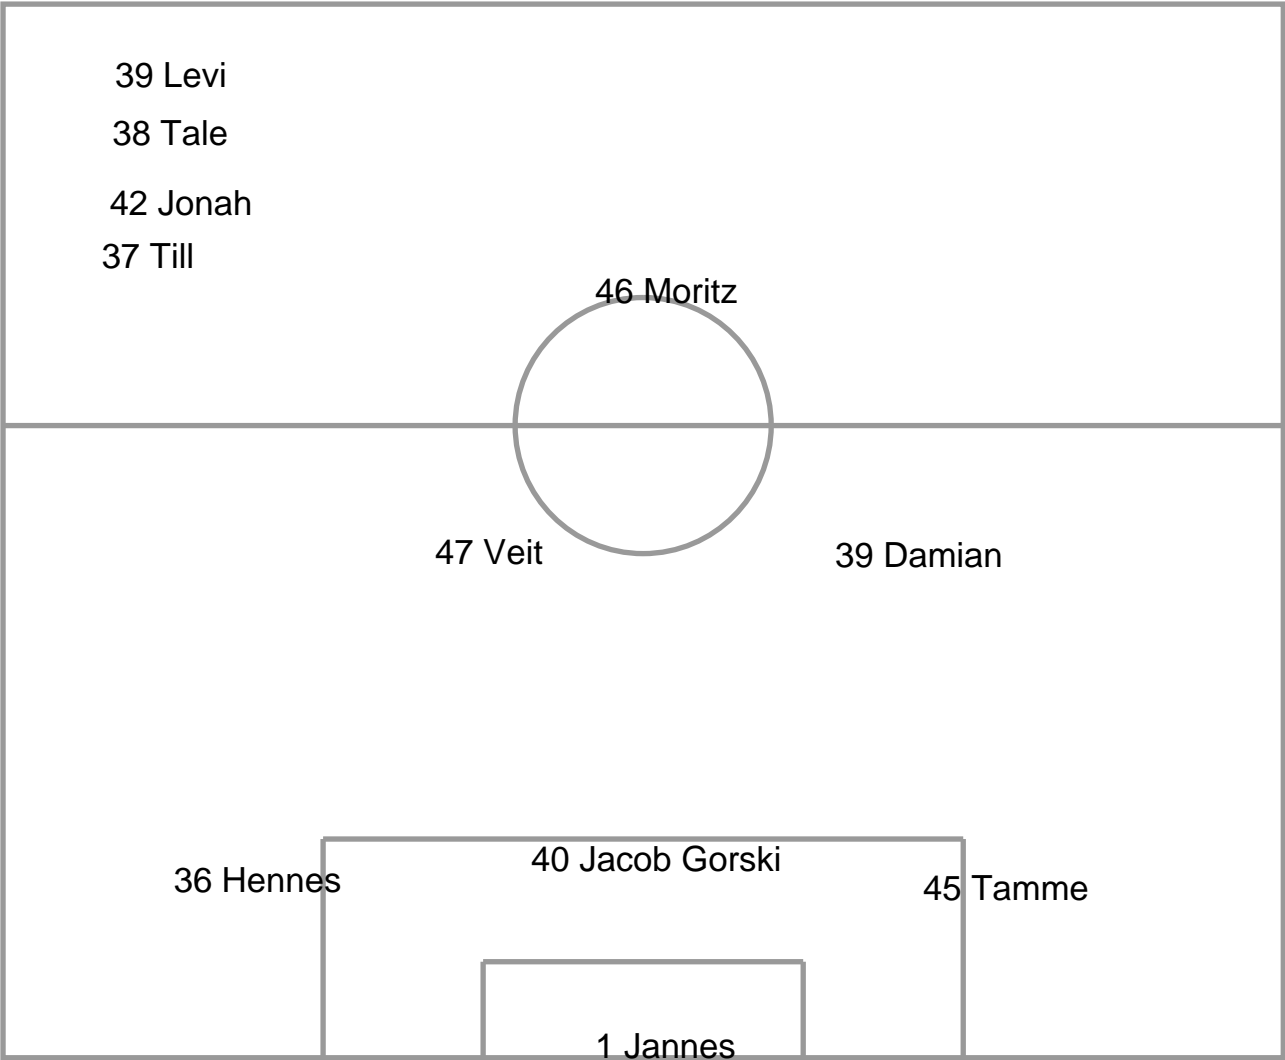 39 Levi
38 Tale
42 Jonah
37 Till
46 Moritz
47 Veit
39 Damian
40 Jacob Gorski
36 Hennes
45 Tamme
1 Jannes